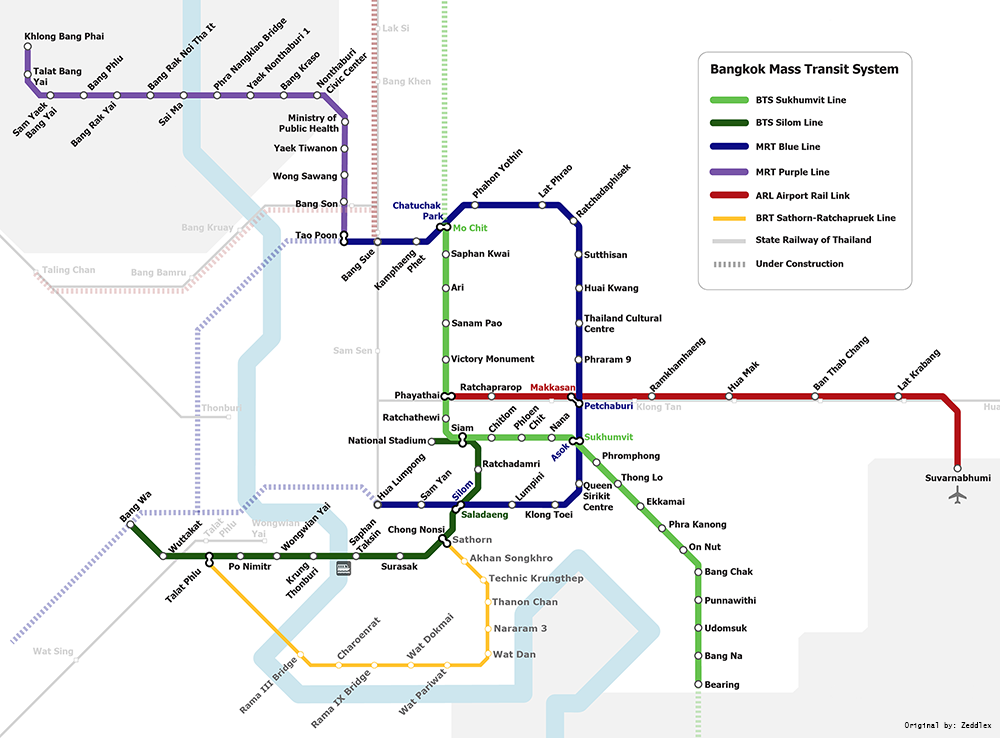 Bangkok Mass Transit System
BTS Sukhumvit Line
BTS Silom Line
MRT Blue Line
MRT Purple Line
ARL Airport Rail Link
BRT Sathorn-Ratchapruek Line
State Railway of Thailand
Under Construction
Khlong Bang Phai
Talat Bang
Yai
Sam Yaek
Bang Yai
Bang Phlu
Bang Rak Yai
Bang Rak Noi Tha It
Sai Ma
Phra Nangklao Bridge
Yaek Nonthaburi 1
Bang Kraso
Nonthaburi
Civic Center
Ministry of
Public Health
Yaek Tiwanon
Wong Sawang
Bang Son
Tao Poon
Lak Si
Bang Khen
Bang Kruay
Bang Bamru
Taling Chan
Sam Sen
Thonburi
Bang Sue
Kamphaeng
Phet
Chatuchak
Park
Mo Chit
Phahon Yothin
Lat Phrao
Ratchadaphisek
Sutthisan
Huai Kwang
Thailand Cultural
Centre
Phraram 9
Saphan Kwai
Ari
Sanam Pao
Victory Monument
Phayathai
Ratchaprarop
Makkasan
Petchaburi
Ramkhamhaeng
Hua Mak
Ban Thab Chang
Lat Krabang
Klong Tan
Hua
Suvarnabhumi
Ratchathewi
Siam
National Stadium
Chitlom
Phloen
Chit
Nana
Asok
Sukhumvit
Ratchadamri
Hua Lumpong
Sam Yan
Silom
Saladaeng
Lumpini
Klong Toei
Queen
Sirikit
Centre
Phromphong
Thong Lo
Ekkamai
Phra Kanong
On Nut
Bang Chak
Punnawithi
Udomsuk
Bang Na
Bearing
Bang Wa
Wuttakat
Talat
Phlu
Wongwian
Yai
Talat Phlu
Po Nimitr
Wongwian Yai
Krung
Thonburi
Saphan
Taksin
Surasak
Chong Nonsi
Sathorn
Akhan Songkhro
Technic Krungthep
Thanon Chan
Nararam 3
Wat Dan
Wat Pariwat
Wat Dokmai
Rama IX Bridge
Charoenrat
Rama III Bridge
Wat Sing
Original by: Zeddlex